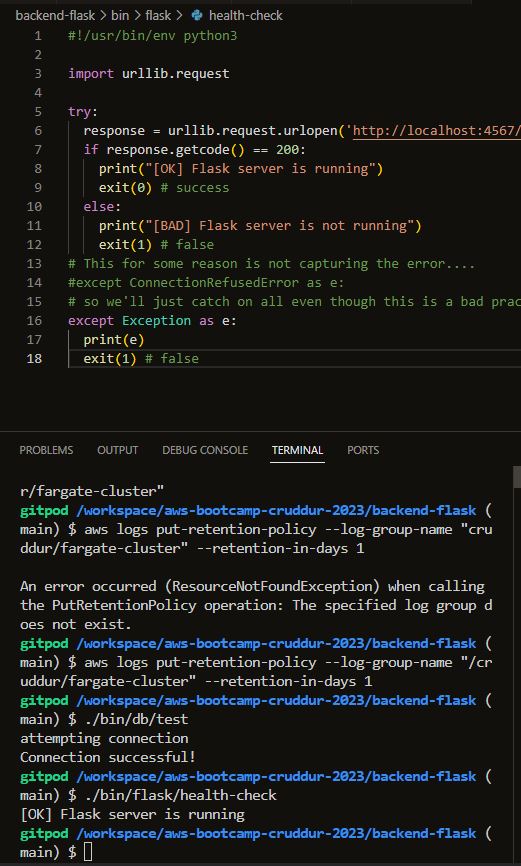 backend-flask > bin > flask > health-check
1 #!/usr/bin/env python3
2
3 import urllib.request
4
5 try:
6 response = urllib.request.urlopen('http://localhost:4567/
7 if response.getcode() == 200:
8 print("[OK] Flask server is running")
9 exit(0) # success
10 else:
11 print("[BAD] Flask server is not running")
12 exit(1) # false
13 # This for some reason is not capturing the error....
14 #except ConnectionRefusedError as e:
15 # so we'll just catch on all even though this is a bad prac
16 except Exception as e:
17 print(e)
18 exit(1) # false
PROBLEMS OUTPUT DEBUG CONSOLE TERMINAL PORTS
r/fargate-cluster"
gitpod /workspace/aws-bootcamp-cruddur-2023/backend-flask (
main) $ aws logs put-retention-policy --log-group-name "cru
ddur/fargate-cluster" --retention-in-days 1
An error occurred (ResourceNotFoundException) when calling
the PutRetentionPolicy operation: The specified log group d
oes not exist.
gitpod /workspace/aws-bootcamp-cruddur-2023/backend-flask (
main) $ aws logs put-retention-policy --log-group-name "/cr
uddur/fargate-cluster" --retention-in-days 1
gitpod /workspace/aws-bootcamp-cruddur-2023/backend-flask (
main) $ ./bin/db/test
attempting connection
Connection successful!
gitpod /workspace/aws-bootcamp-cruddur-2023/backend-flask (
main) $ ./bin/flask/health-check
[OK] Flask server is running
gitpod /workspace/aws-bootcamp-cruddur-2023/backend-flask (
main) $